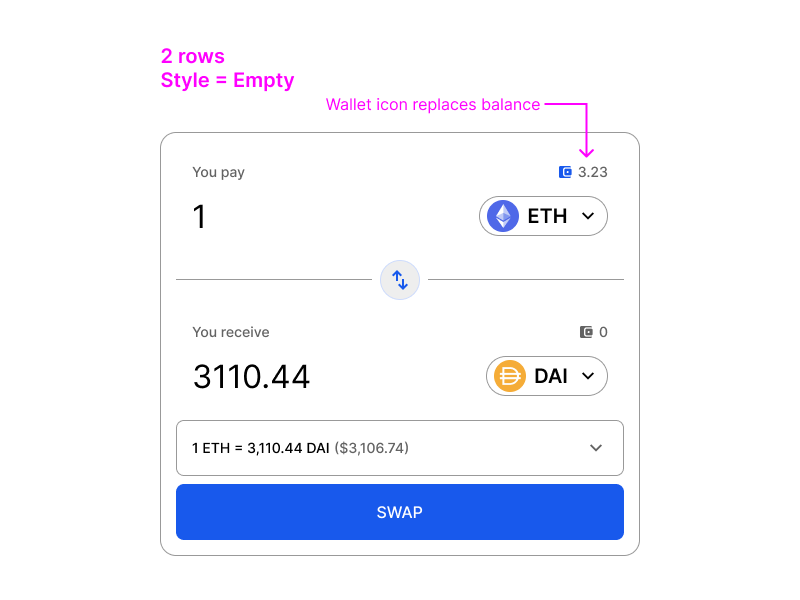 2 rows
Style = Empty
Wallet icon replaces balance
You pay
3.23
1
ETH
You receive
0
3110.44
DAI
1 ETH = 3,110.44 DAI ($3,106.74)
SWAP